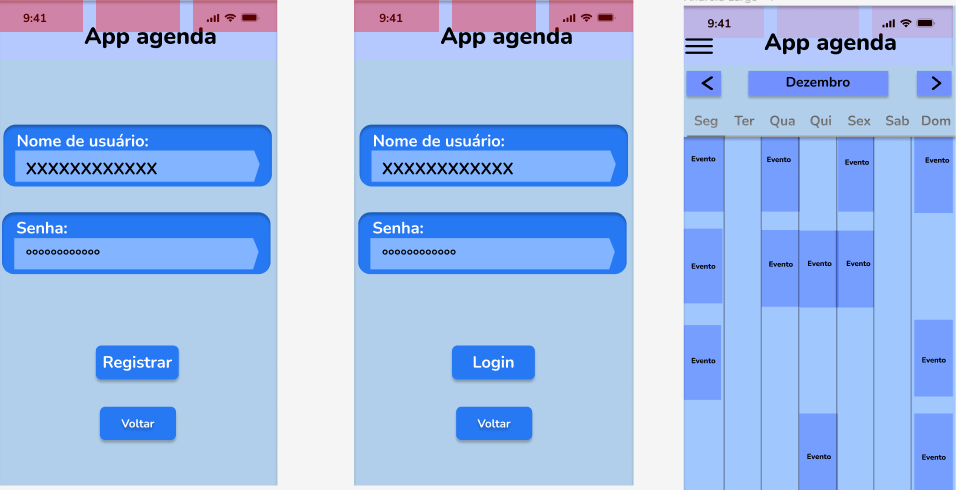 9:41
App agenda
Nome de usuário:
XXXXXXXXXXXX
Senha:
°°°°°°°°°°°°
Registrar
Voltar
9:41
App agenda
Nome de usuário:
XXXXXXXXXXXX
Senha:
°°°°°°°°°°°°
Login
Voltar
9:41
App agenda
< Dezembro >
Seg Ter Qua Qui Sex Sab Dom
Evento Evento Evento Evento
Evento Evento Evento Evento
Evento Evento
Evento Evento